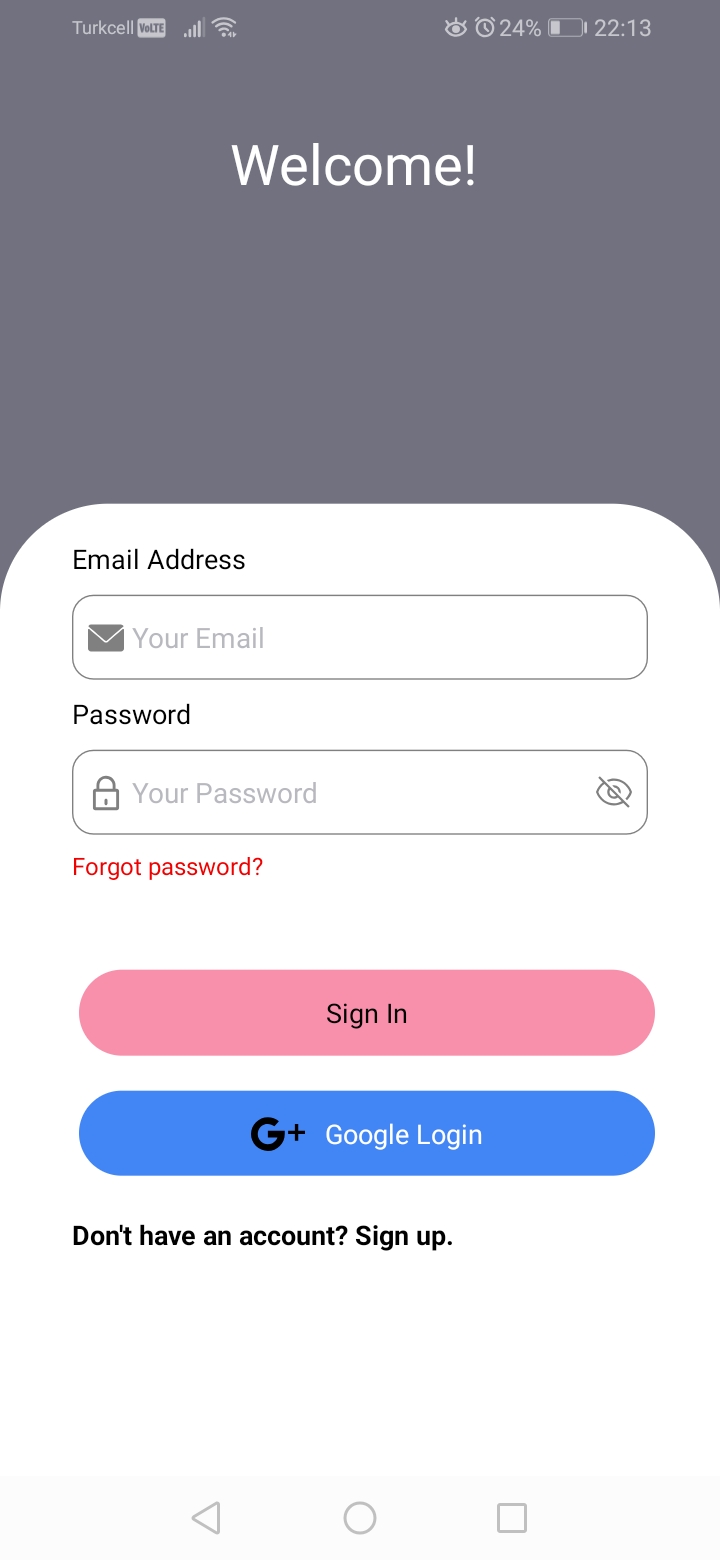 Turkcell VoLTE 24% 22:13
Welcome!
Email Address
Your Email
Password
Your Password
Forgot password?
Sign In
G+ Google Login
Don't have an account? Sign up.